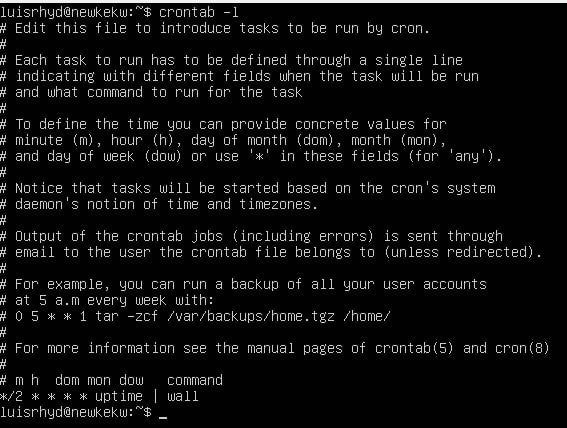 luisrhyd@newkekw:~$ crontab -l
# Edit this file to introduce tasks to be run by cron.
#
# Each task to run has to be defined through a single line
# indicating with different fields when the task will be run
# and what command to run for the task
#
# To define the time you can provide concrete values for
# minute (m), hour (h), day of month (dom), month (mon),
# and day of week (dow) or use '*' in these fields (for 'any').
#
# Notice that tasks will be started based on the cron's system
# daemon's notion of time and timezones.
#
# Output of the crontab jobs (including errors) is sent through
# email to the user the crontab file belongs to (unless redirected).
#
# For example, you can run a backup of all your user accounts
# at 5 a.m every week with:
# 0 5 * * 1 tar -zcf /var/backups/home.tgz /home/
#
# For more information see the manual pages of crontab(5) and cron(8)
#
# m h  dom mon dow   command
*/2 * * * * uptime | wall
luisrhyd@newkekw:~$ _